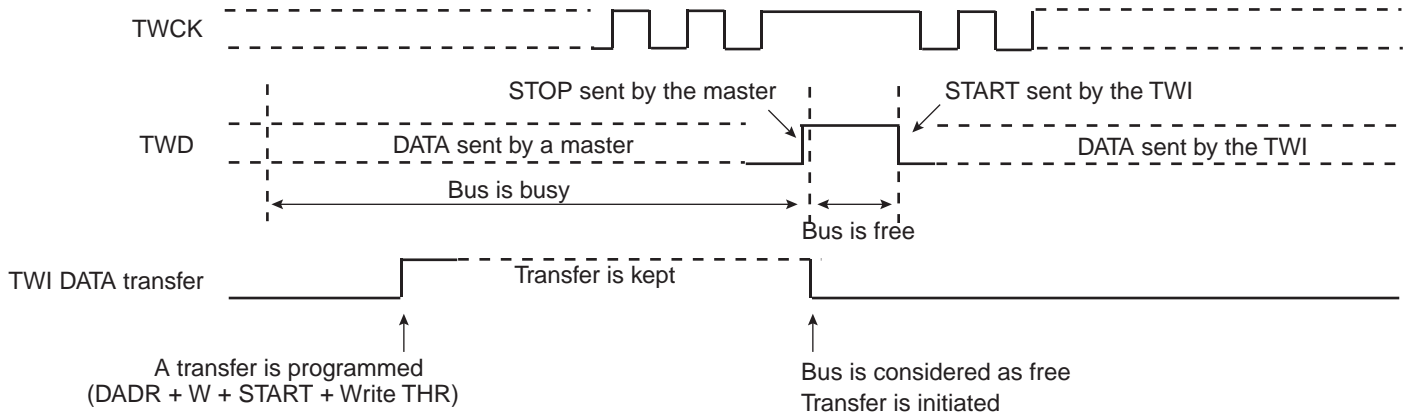 TWCK
STOP sent by the master
START sent by the TWI
TWD
DATA sent by a master
DATA sent by the TWI
Bus is busy
Bus is free
TWI DATA transfer
Transfer is kept
A transfer is programmed
(DADR + W + START + Write THR)
Bus is considered as free
Transfer is initiated